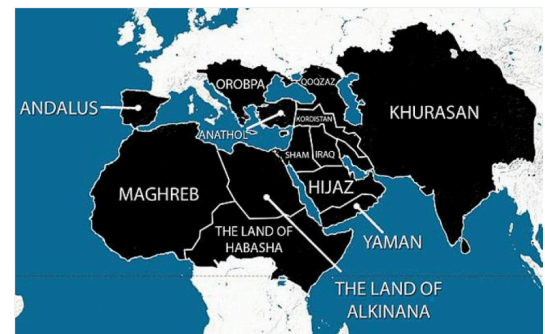 OROBPA
QOQZAZ
ANDALUS
ANATHOL
KORDISTAN
KHURASAN
SHAM
IRAQ
MAGHREB
HIJAZ
THE LAND OF
HABASHA
YAMAN
THE LAND OF
ALKINANA